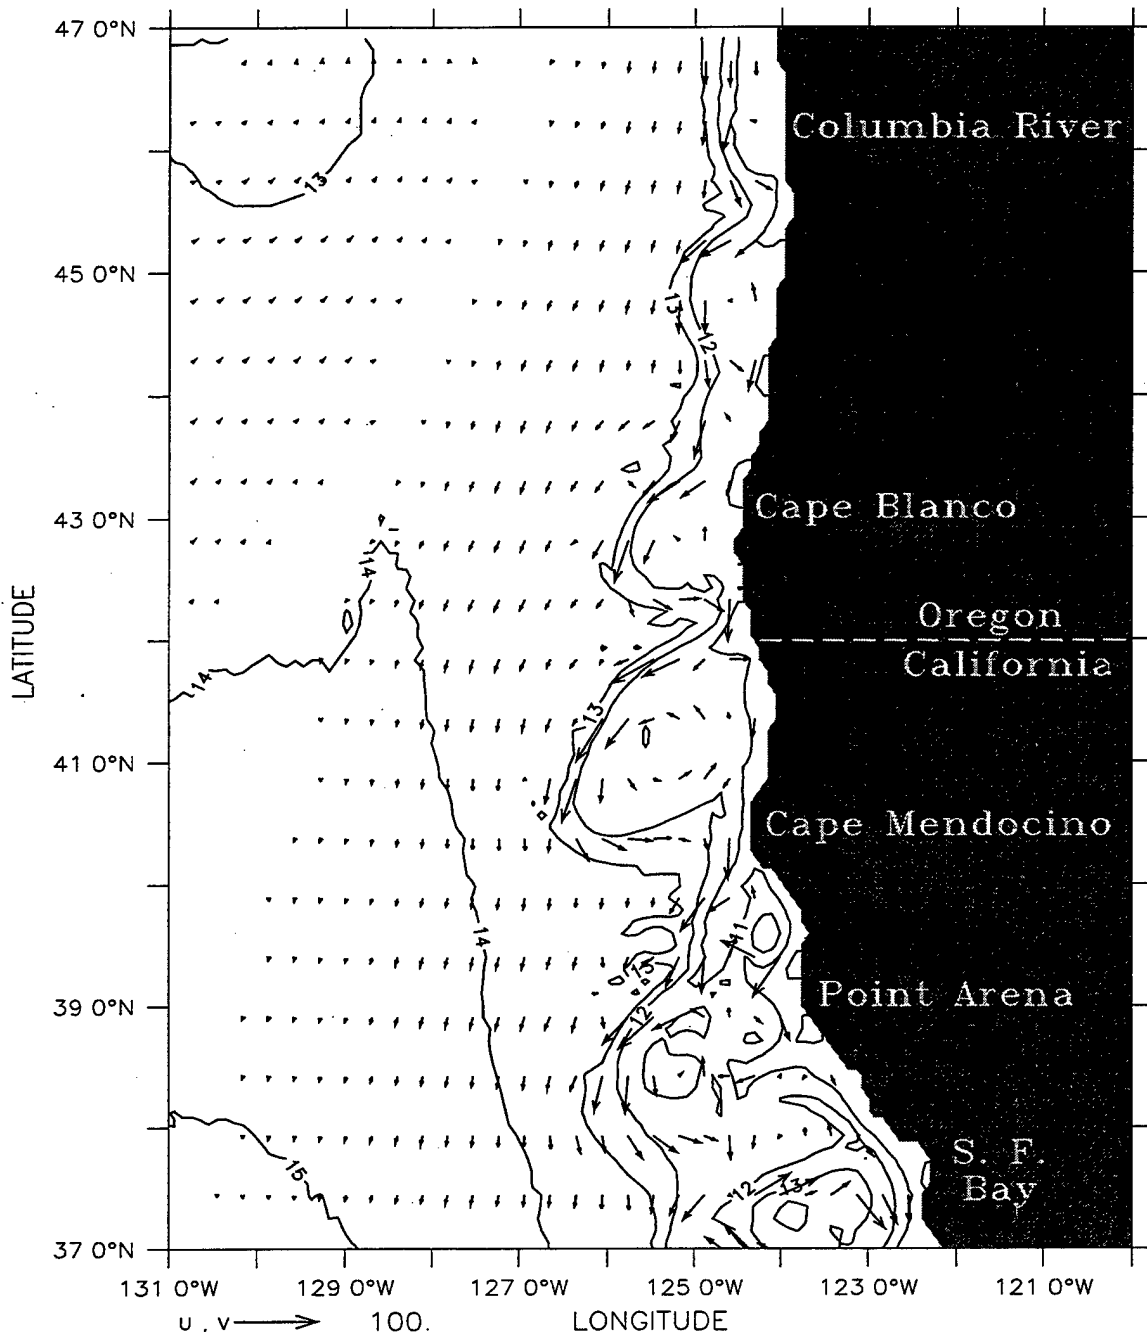 47 0°N
Columbia River
13
45 0°N
13
12
Cape Blanco
43 0°N
14
Oregon
LATITUDE
California
14
13
41 0°N
Cape Mendocino
14
11
13
Point Arena
39 0°N
12
S. F.
15
Bay
12
13
37 0°N
131 0°W 129 0°W 127 0°W 125 0°W 123 0°W 121 0°W
u , v 100. LONGITUDE